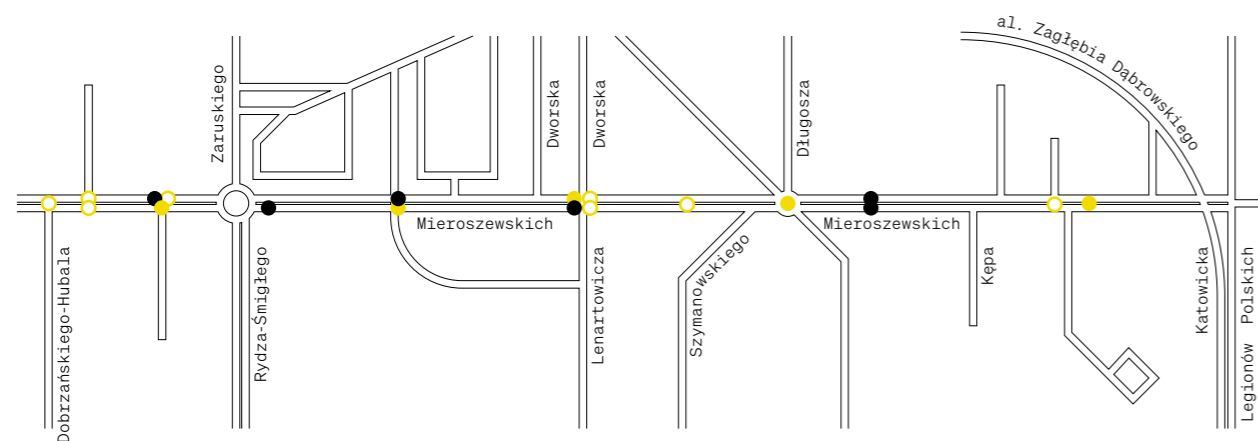 al. Zagłębia Dąbrowskiego
Zaruskiego
Dworska
Dworska
Długosza
Mieroszewskich
Mieroszewskich
Dobrzańskiego-Hubala
Rydza-Śmigłego
Lenartowicza
Szymanowskiego
Kępa
Katowicka
Legionów Polskich